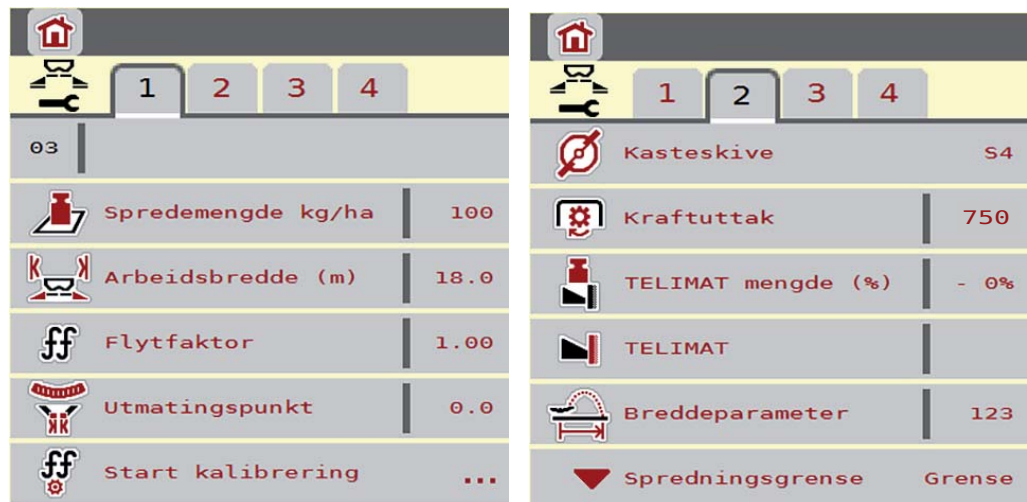 1 2 3 4
03
Spredemengde kg/ha 100
Arbeidsbredde (m) 18.0
Flytfaktor 1.00
Utmatingspunkt 0.0
Start kalibrering ...
1 2 3 4
Kasteskive S4
Kraftuttak 750
TELIMAT mengde (%) - 0%
TELIMAT
Breddeparameter 123
Spredningsgrense Grense